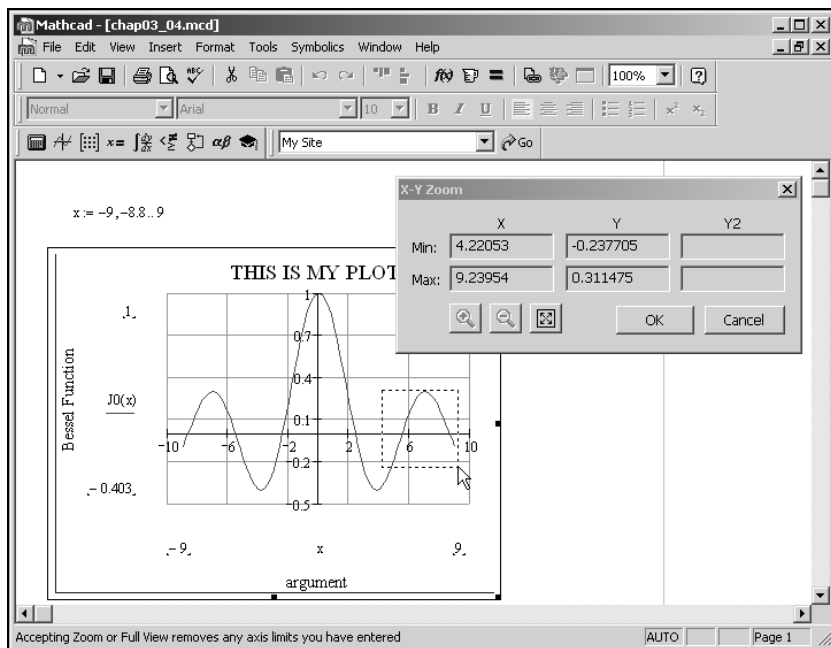 Mathcad - [chap03_04.mcd]
File Edit View Insert Format Tools Symbolics Window Help
100%
Normal Arial 10 B I U x² x₂
x= αβ My Site Go
x := -9,-8.8.. 9
X-Y Zoom
X Y Y2
Min: 4.22053 -0.237705
Max: 9.23954 0.311475
OK Cancel
THIS IS MY PLOT
1
1
0.7
Bessel Function
J0(x)
0.4
0.1
-10 -6 -2 2 6 10
-0.2
- 0.403
-0.5
- 9 x 9
argument
Accepting Zoom or Full View removes any axis limits you have entered AUTO Page 1